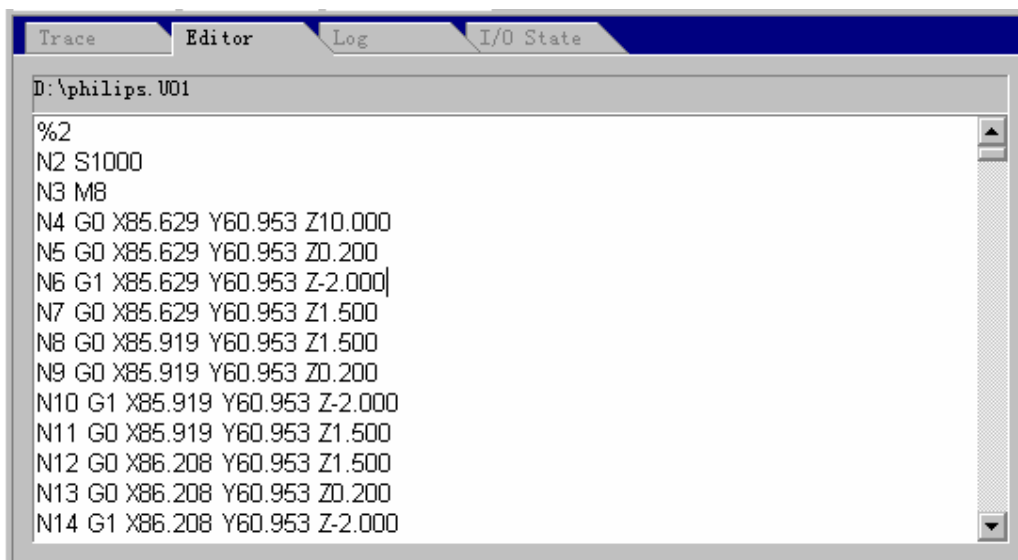 Trace Editor Log I/O State
D:\philips.U01
%2
N2 S1000
N3 M8
N4 G0 X85.629 Y60.953 Z10.000
N5 G0 X85.629 Y60.953 Z0.200
N6 G1 X85.629 Y60.953 Z-2.000
N7 G0 X85.629 Y60.953 Z1.500
N8 G0 X85.919 Y60.953 Z1.500
N9 G0 X85.919 Y60.953 Z0.200
N10 G1 X85.919 Y60.953 Z-2.000
N11 G0 X85.919 Y60.953 Z1.500
N12 G0 X86.208 Y60.953 Z1.500
N13 G0 X86.208 Y60.953 Z0.200
N14 G1 X86.208 Y60.953 Z-2.000